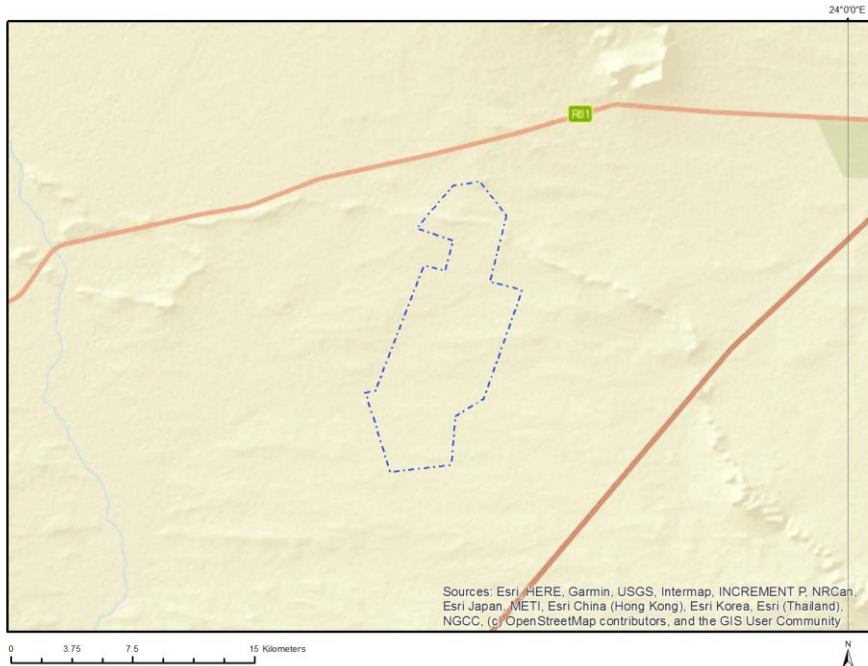 24°0'0"E
R61
Sources: Esri, HERE, Garmin, USGS, Intermap, INCREMENT P, NRCan,
Esri Japan, METI, Esri China (Hong Kong), Esri Korea, Esri (Thailand),
NGCC, (c) OpenStreetMap contributors, and the GIS User Community
0 3.75 7.5 15 Kilometers
N